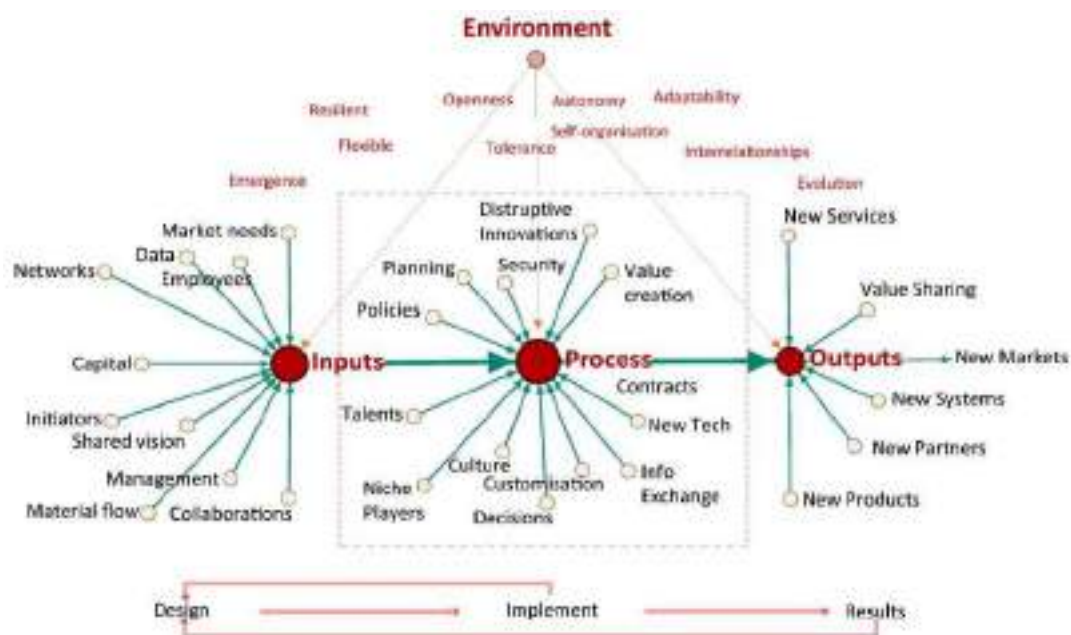 Environment
Resilient
Openness
Autonomy
Adaptability
Flexible
Tolerance
Self-organisation
Interrelationships
Emergence
Evolution
Market needs
Data
Employees
Networks
Capital
Initiators
Shared vision
Management
Material flow
Collaborations
Inputs
Distruptive
Innovations
Planning
Security
Value
creation
Policies
Process
Contracts
Talents
New Tech
Culture
Customisation
Info
Exchange
Niche
Players
Decisions
New Services
Value Sharing
Outputs
New Markets
New Systems
New Partners
New Products
Design
Implement
Results